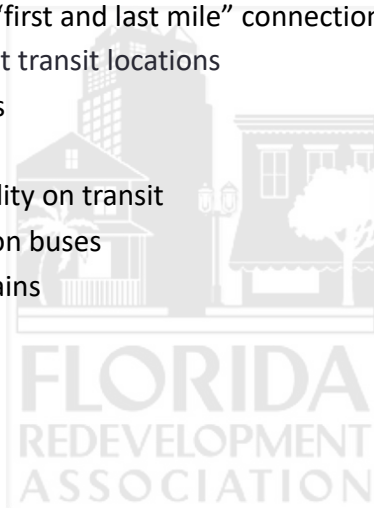 "first and last mile" connection
t transit locations
s
lity on transit
on buses
ains
FLORIDA
REDEVELOPMENT
ASSOCIATION